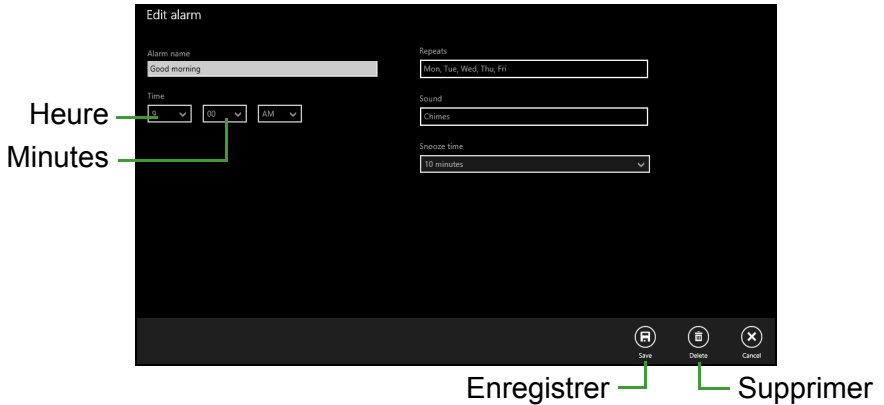 Edit alarm
Alarm name
Good morning
Time
9
00
AM
Repeats
Mon, Tue, Wed, Thu, Fri
Sound
Chimes
Snooze time
10 minutes
Heure
Minutes
Save
Delete
Cancel
Enregistrer
Supprimer